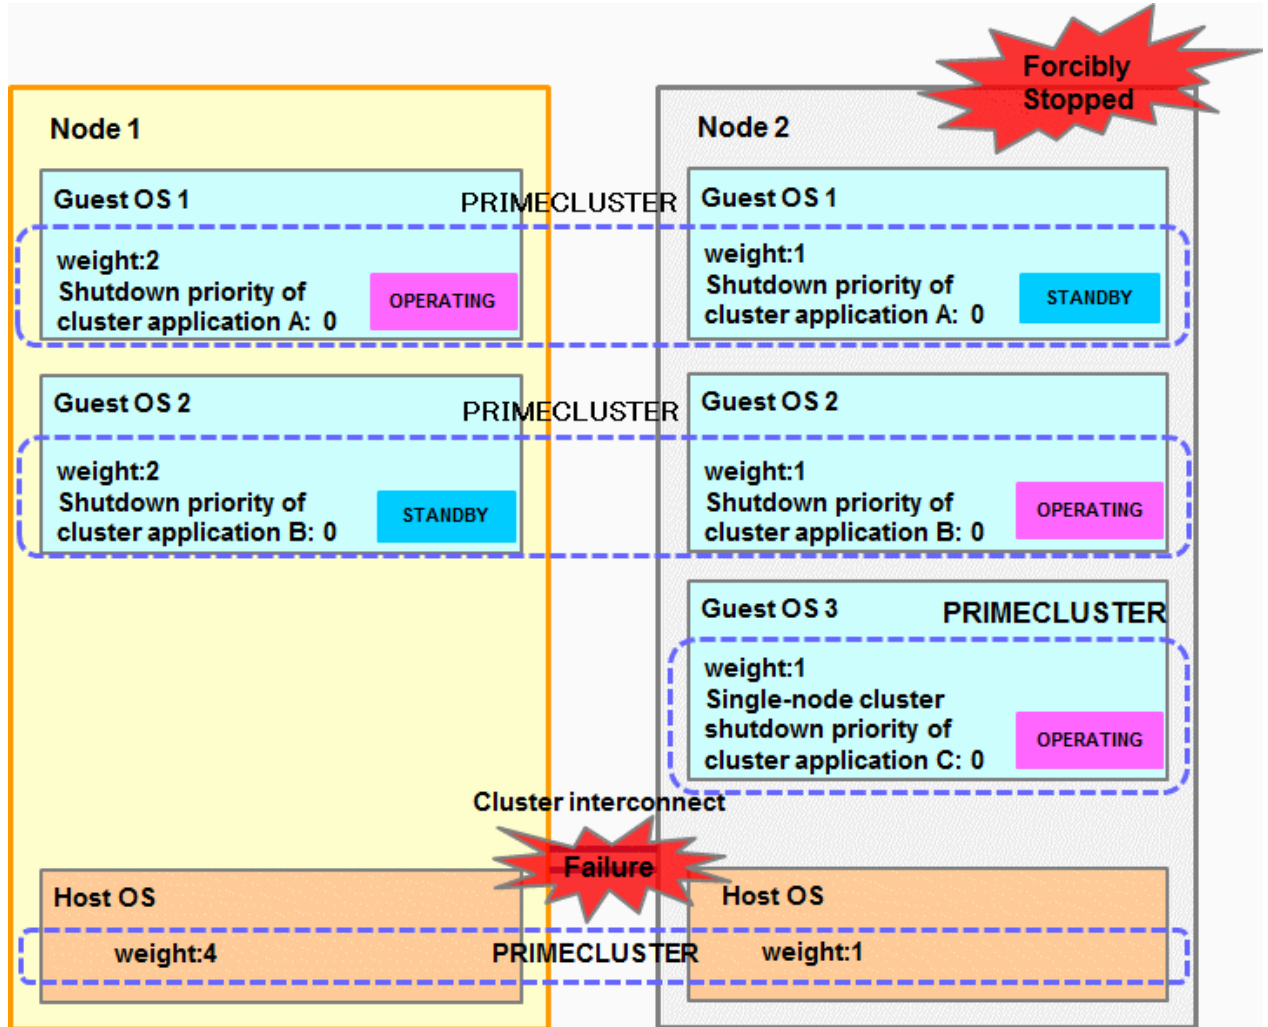 Forcibly
Stopped
Node 1
Node 2
Guest OS 1
PRIMECLUSTER
Guest OS 1
weight:2
Shutdown priority of
cluster application A: 0
OPERATING
weight:1
Shutdown priority of
cluster application A: 0
STANDBY
Guest OS 2
PRIMECLUSTER
Guest OS 2
weight:2
Shutdown priority of
cluster application B: 0
STANDBY
weight:1
Shutdown priority of
cluster application B: 0
OPERATING
Guest OS 3
PRIMECLUSTER
weight:1
Single-node cluster
shutdown priority of
cluster application C: 0
OPERATING
Cluster interconnect
Failure
Host OS
Host OS
weight:4
PRIMECLUSTER
weight:1